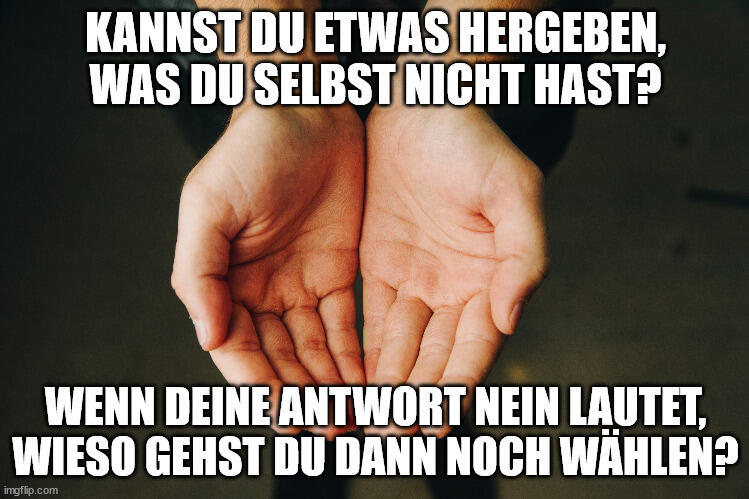 KANNST DU ETWAS HERGEBEN,
WAS DU SELBST NICHT HAST?
WENN DEINE ANTWORT NEIN LAUTET,
WIESO GEHST DU DANN NOCH WÄHLEN?
imgflip.com